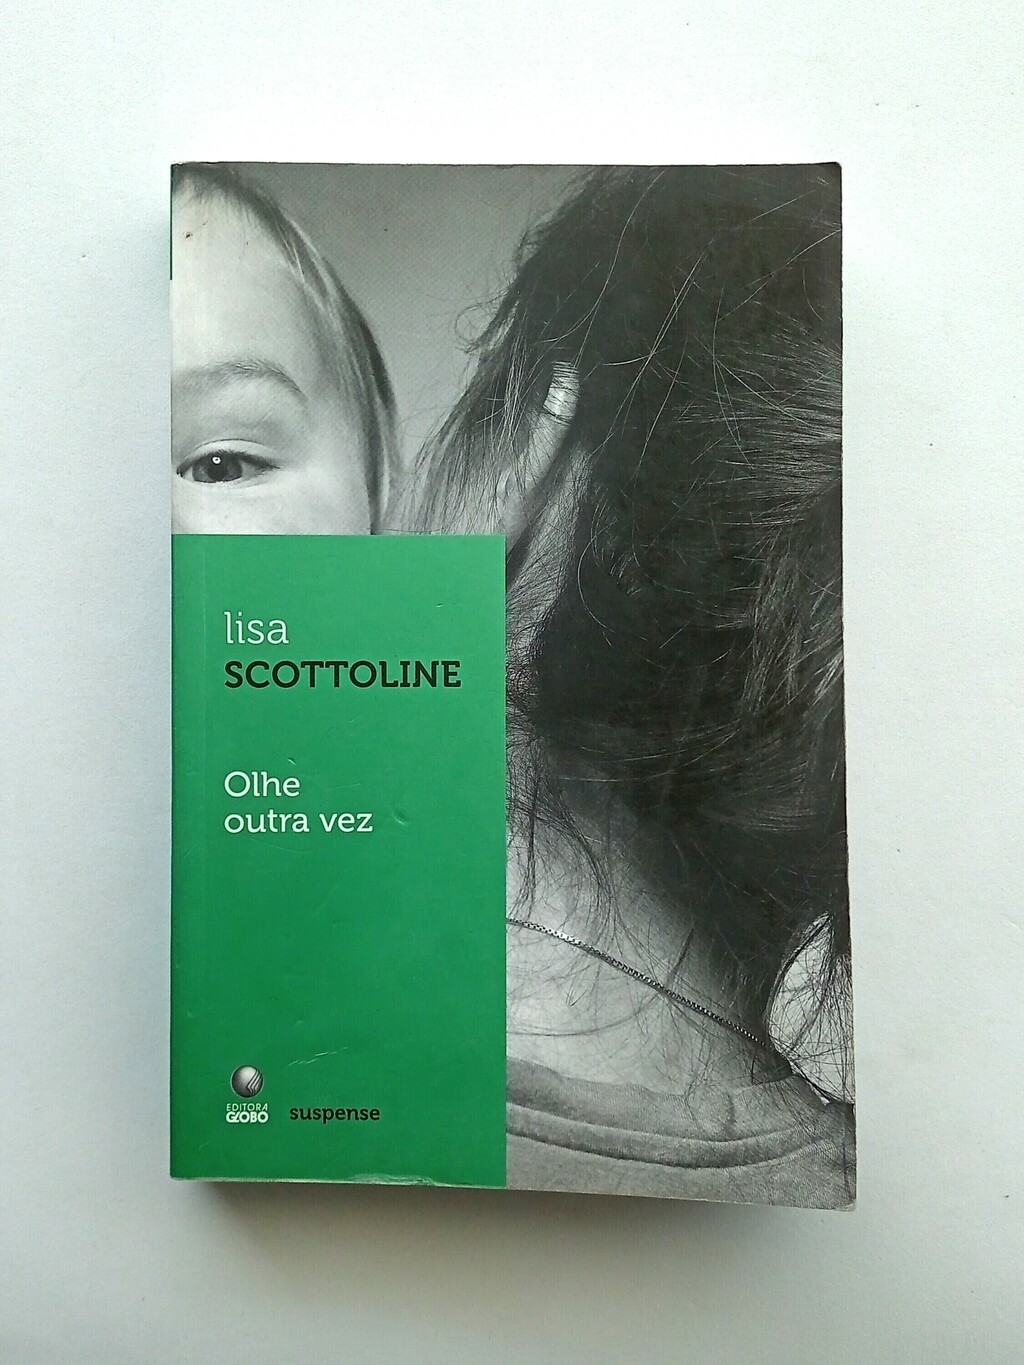 lisa
SCOTTOLINE
Olhe
outra vez
EDITORA
GLOBO
suspense